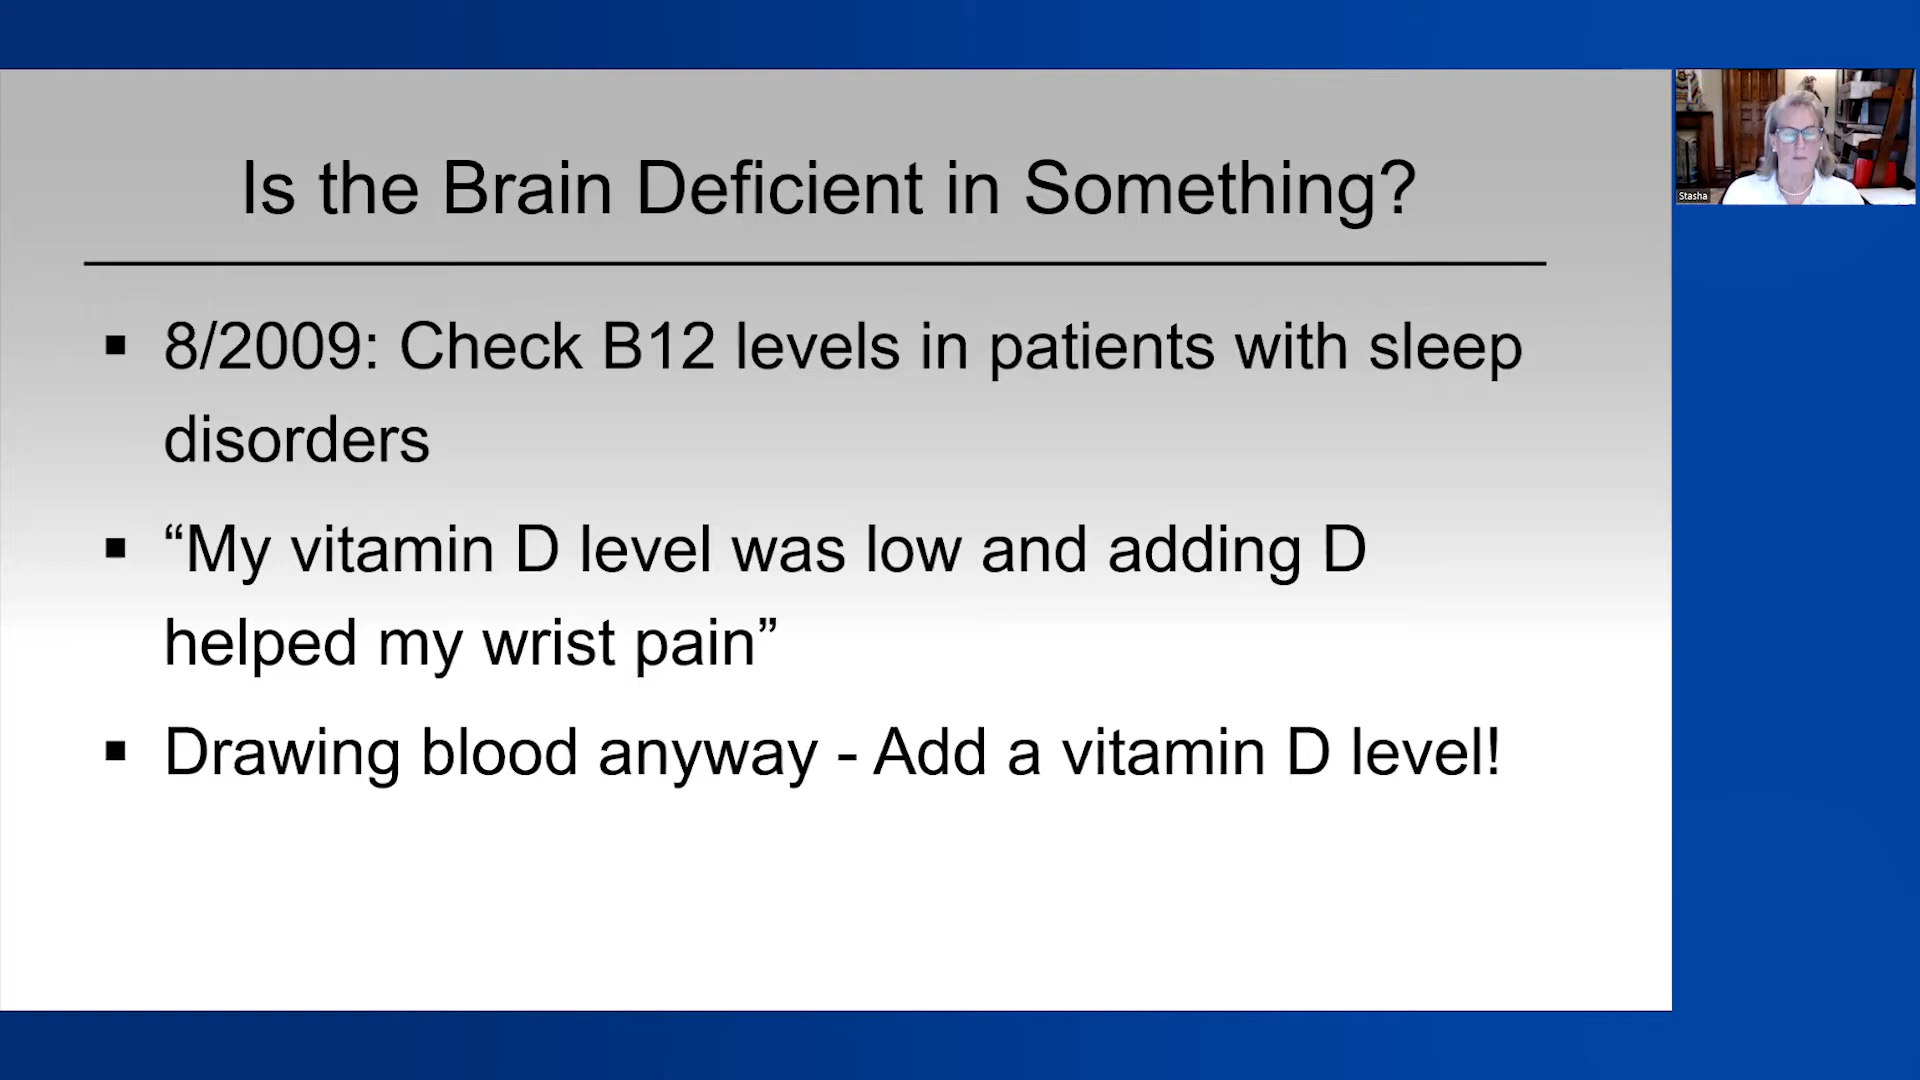 Is the Brain Deficient in Something?
▪ 8/2009: Check B12 levels in patients with sleep
disorders
▪ “My vitamin D level was low and adding D
helped my wrist pain”
▪ Drawing blood anyway - Add a vitamin D level!
Stasha